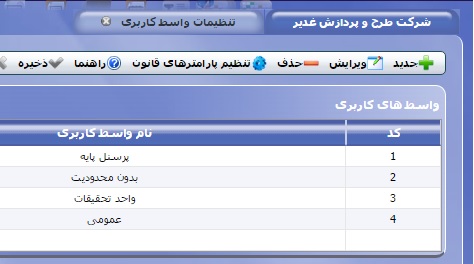 شرکت طرح و پردازش غدیر
تنظیمات واسط کاربری
جدید ویرایش حذف تنظیم پارامترهای قانون راهنما ذخیره
واسط های کاربری
کد نام واسط کاربری
1 پرسنل پایه
2 بدون محدودیت
3 واحد تحقیقات
4 عمومی